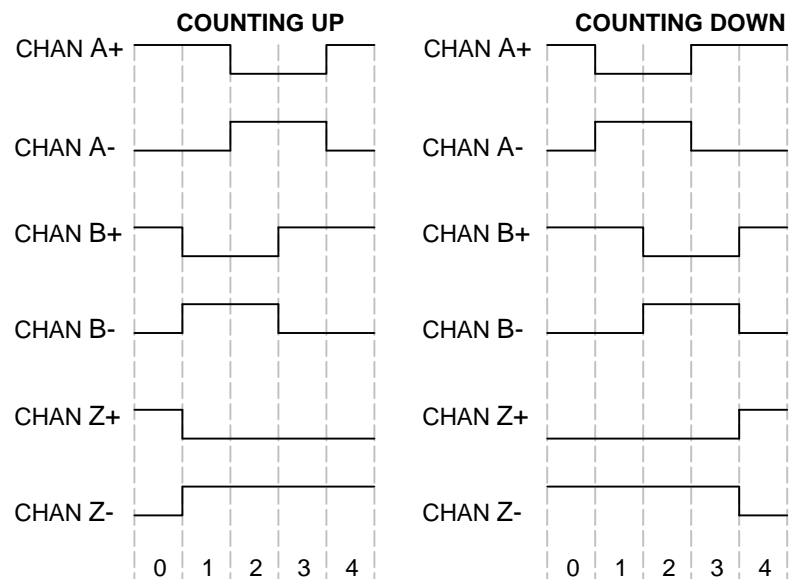 COUNTING UP
CHAN A+
CHAN A-
CHAN B+
CHAN B-
CHAN Z+
CHAN Z-
0 1 2 3 4
COUNTING DOWN
CHAN A+
CHAN A-
CHAN B+
CHAN B-
CHAN Z+
CHAN Z-
0 1 2 3 4